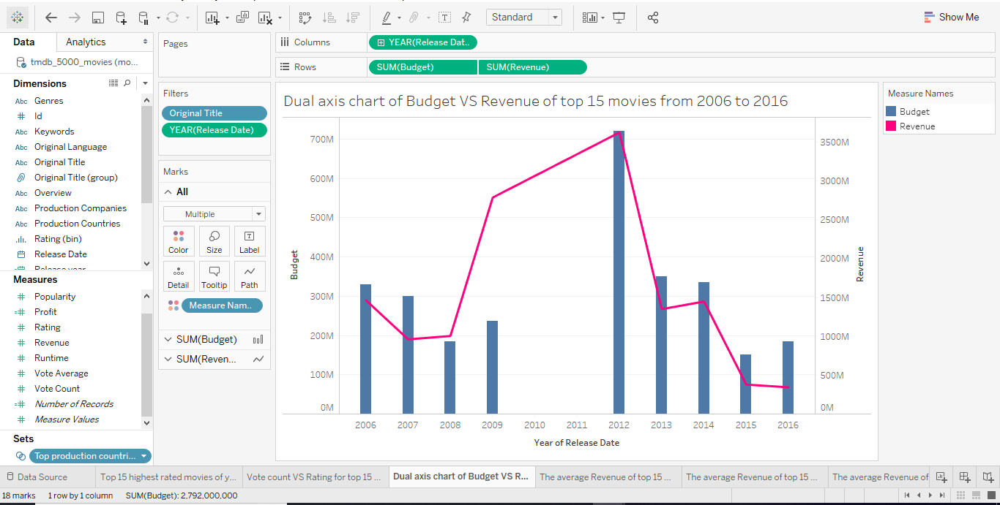 Standard
Show Me
Data
Analytics
tmdb_5000_movies (mo...
Dimensions
Abc Genres
# Id
Abc Keywords
Abc Original Language
Abc Original Title
Original Title (group)
Abc Overview
Abc Production Companies
Abc Production Countries
Rating (bin)
Release Date
Release year
Measures
# Popularity
=# Profit
# Rating
# Revenue
# Runtime
# Vote Average
# Vote Count
=# Number of Records
# Measure Values
Sets
Top production countri...
Pages
Filters
Original Title
YEAR(Release Date)
Marks
All
Multiple
Color
Size
T
Label
Detail
Tooltip
Path
Measure Nam..
SUM(Budget)
SUM(Reven...
Columns
YEAR(Release Dat..
Rows
SUM(Budget)
SUM(Revenue)
Dual axis chart of Budget VS Revenue of top 15 movies from 2006 to 2016
700M
600M
500M
400M
300M
200M
100M
0M
Budget
3500M
3000M
2500M
2000M
1500M
1000M
500M
0M
Revenue
2006 2007 2008 2009 2010 2011 2012 2013 2014 2015 2016
Year of Release Date
Measure Names
Budget
Revenue
Data Source
Top 15 highest rated movies of y...
Vote count VS Rating for top 15 ...
Dual axis chart of Budget VS R...
The average Revenue of top 15 ...
The average Revenue of top 15 ...
The average Revenue of
18 marks
1 row by 1 column
SUM(Budget): 2,792,000,000